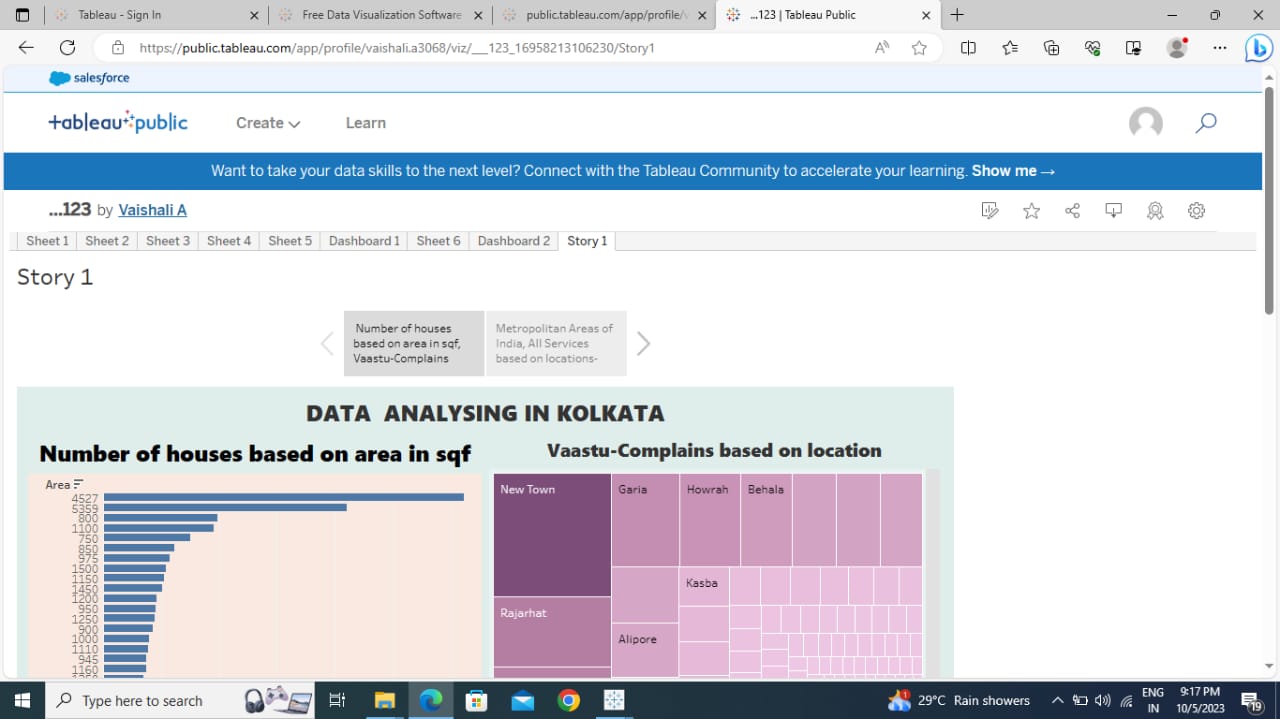 Tableau - Sign In
Free Data Visualization Software
public.tableau.com/app/profile/v
...123 | Tableau Public
https://public.tableau.com/app/profile/vaishali.a3068/viz/___123_16958213106230/Story1
salesforce
+ableau public
Create
Learn
Want to take your data skills to the next level? Connect with the Tableau Community to accelerate your learning. Show me →
...123 by Vaishali A
Sheet 1 Sheet 2 Sheet 3 Sheet 4 Sheet 5 Dashboard 1 Sheet 6 Dashboard 2 Story 1
Story 1
Number of houses
based on area in sqf,
Vaastu-Complains
Metropolitan Areas of
India, All Services
based on locations-
DATA ANALYSING IN KOLKATA
Number of houses based on area in sqf
Area
4527
5359
800
1100
750
850
975
1500
1150
1450
1200
950
1250
900
1000
1110
945
1160
Vaastu-Complains based on location
New Town
Garia
Howrah
Behala
Kasba
Rajarhat
Alipore
Type here to search
29°C Rain showers
ENG
IN
9:17 PM
10/5/2023
19